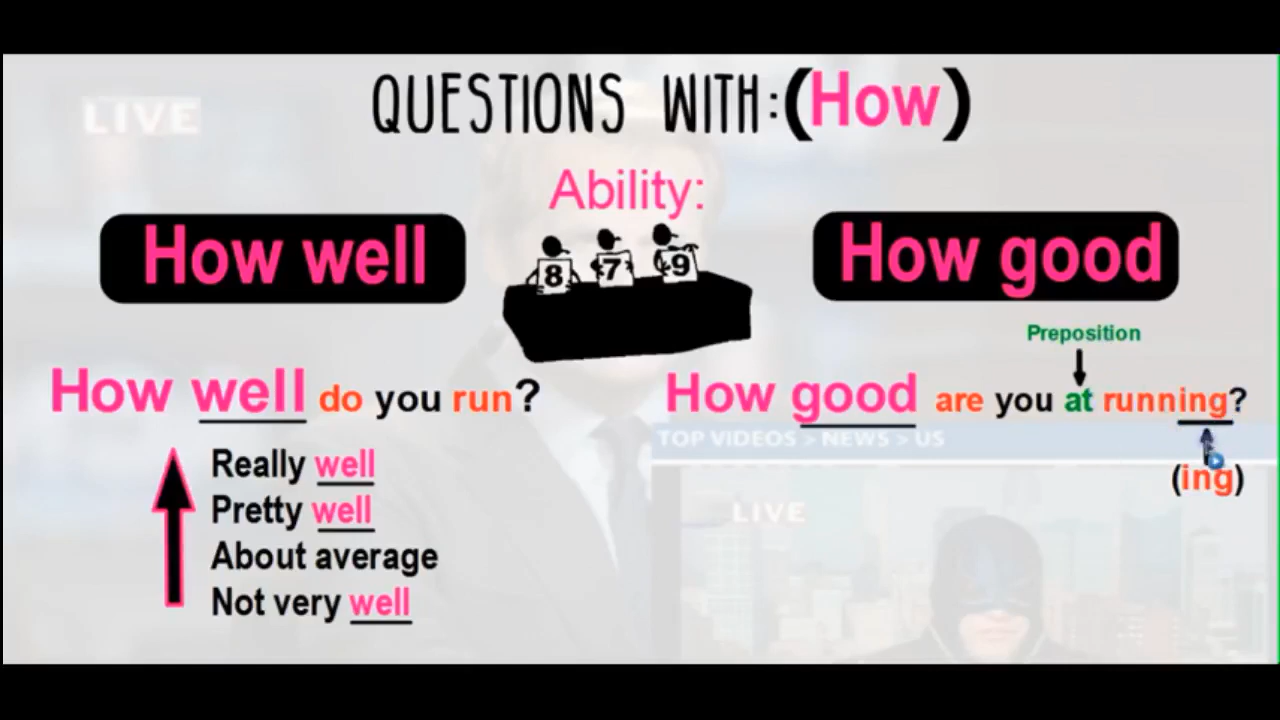 LIVE
QUESTIONS WITH:(How)
Ability:
How well
8 7 9
How good
Preposition
How well do you run?
How good are you at running?
(ing)
Really well
Pretty well
About average
Not very well
TOP VIDEOS > NEWS > US
LIVE